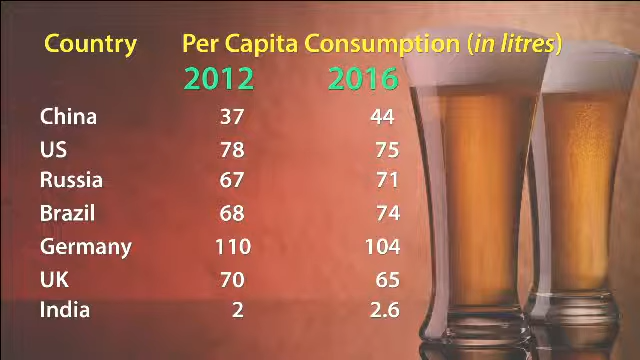 Country Per Capita Consumption (in litres)
2012 2016
China 37 44
US 78 75
Russia 67 71
Brazil 68 74
Germany 110 104
UK 70 65
India 2 2.6